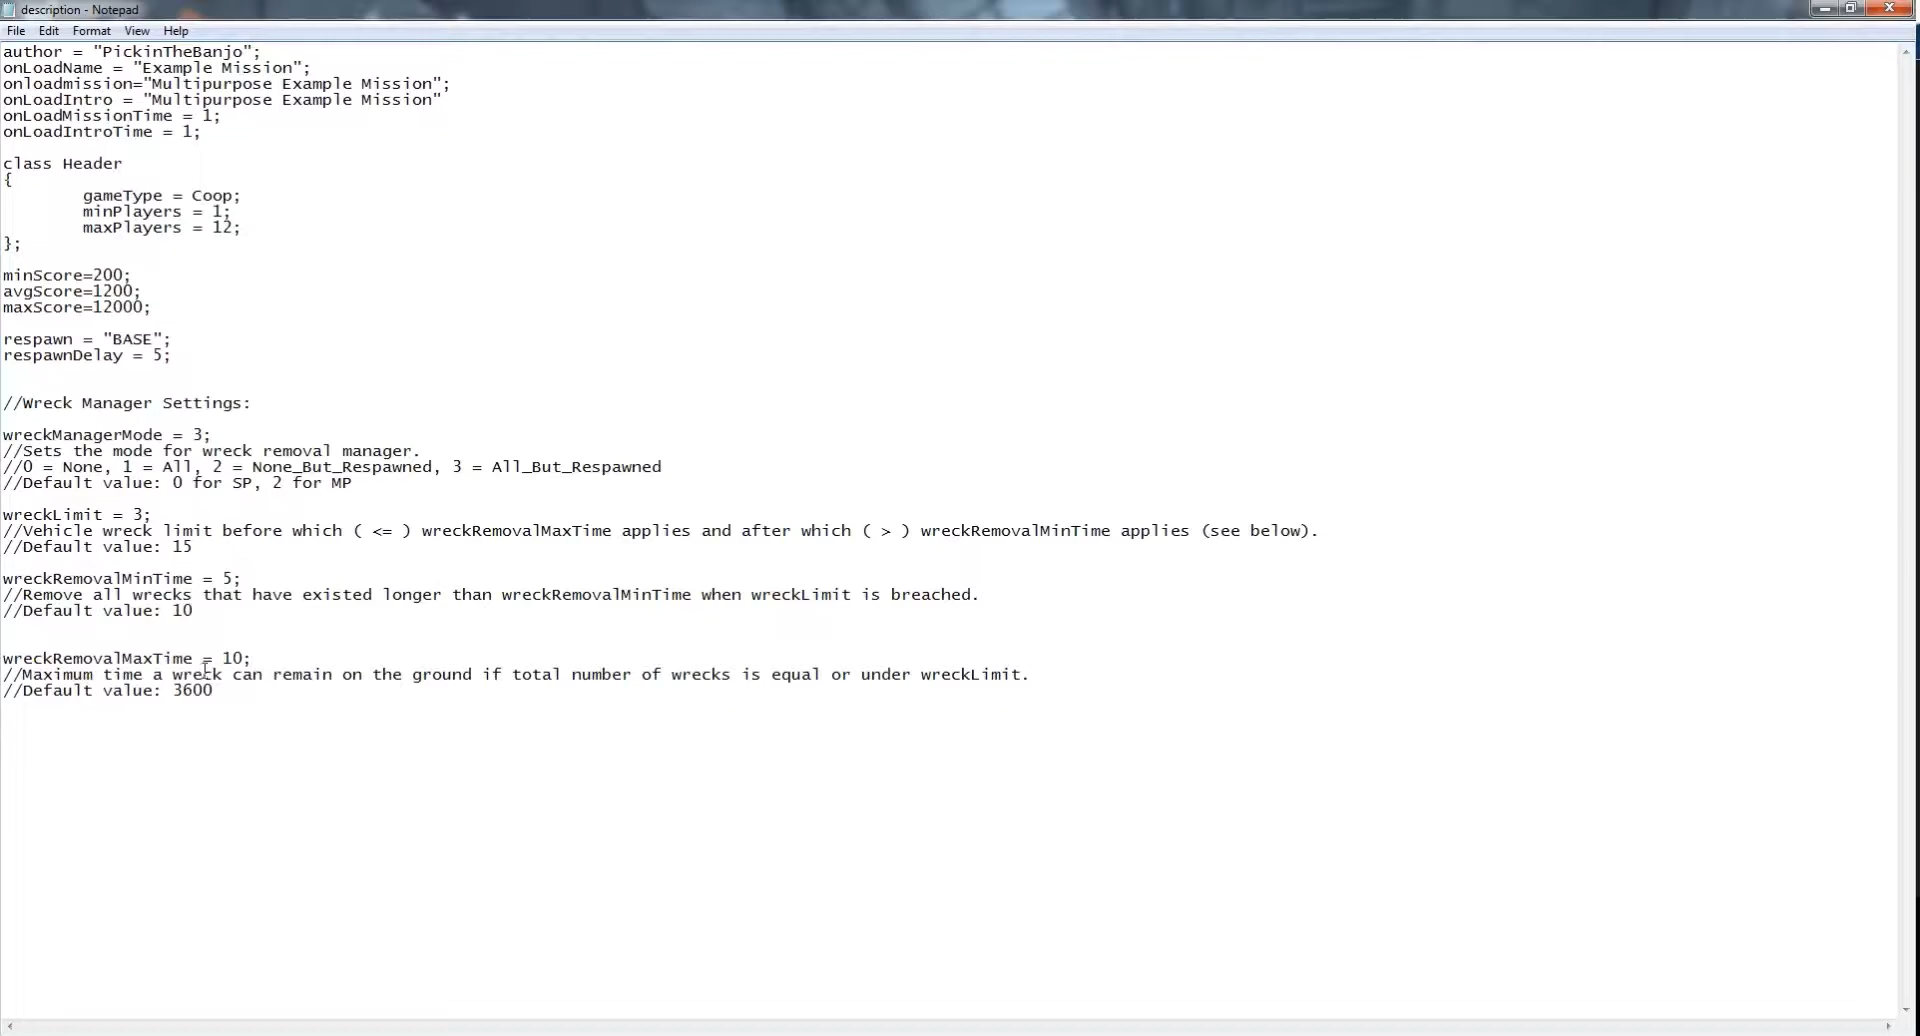 description - Notepad
File Edit Format View Help
author = "PickinTheBanjo";
onLoadName = "Example Mission";
onloadmission="Multipurpose Example Mission";
onLoadIntro = "Multipurpose Example Mission"
onLoadMissionTime = 1;
onLoadIntroTime = 1;
class Header
{
gameType = Coop;
minPlayers = 1;
maxPlayers = 12;
};
minScore=200;
avgScore=1200;
maxScore=12000;
respawn = "BASE";
respawnDelay = 5;
//Wreck Manager Settings:
wreckManagerMode = 3;
//Sets the mode for wreck removal manager.
//0 = None, 1 = All, 2 = None_But_Respawned, 3 = All_But_Respawned
//Default value: 0 for SP, 2 for MP
wreckLimit = 3;
//Vehicle wreck limit before which ( <= ) wreckRemovalMaxTime applies and after which ( > ) wreckRemovalMinTime applies (see below).
//Default value: 15
wreckRemovalMinTime = 5;
//Remove all wrecks that have existed longer than wreckRemovalMinTime when wreckLimit is breached.
//Default value: 10
wreckRemovalMaxTime = 10;
//Maximum time a wreck can remain on the ground if total number of wrecks is equal or under wreckLimit.
//Default value: 3600